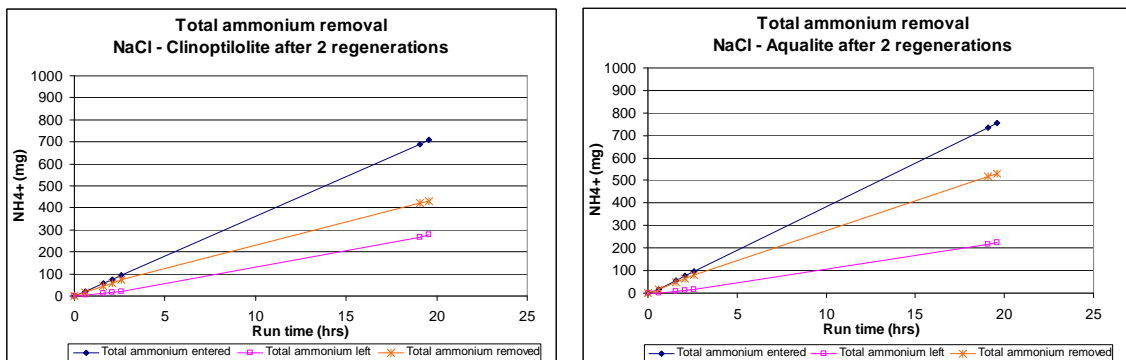 Total ammonium removal
NaCl - Clinoptilolite after 2 regenerations
1000
900
800
700
600
500
400
300
200
100
0
NH4+ (mg)
0 5 10 15 20 25
Run time (hrs)
Total ammonium entered Total ammonium left Total ammonium removed
Total ammonium removal
NaCl - Aqualite after 2 regenerations
1000
900
800
700
600
500
400
300
200
100
0
NH4+ (mg)
0 5 10 15 20 25
Run time (hrs)
Total ammonium entered Total ammonium left Total ammonium removed